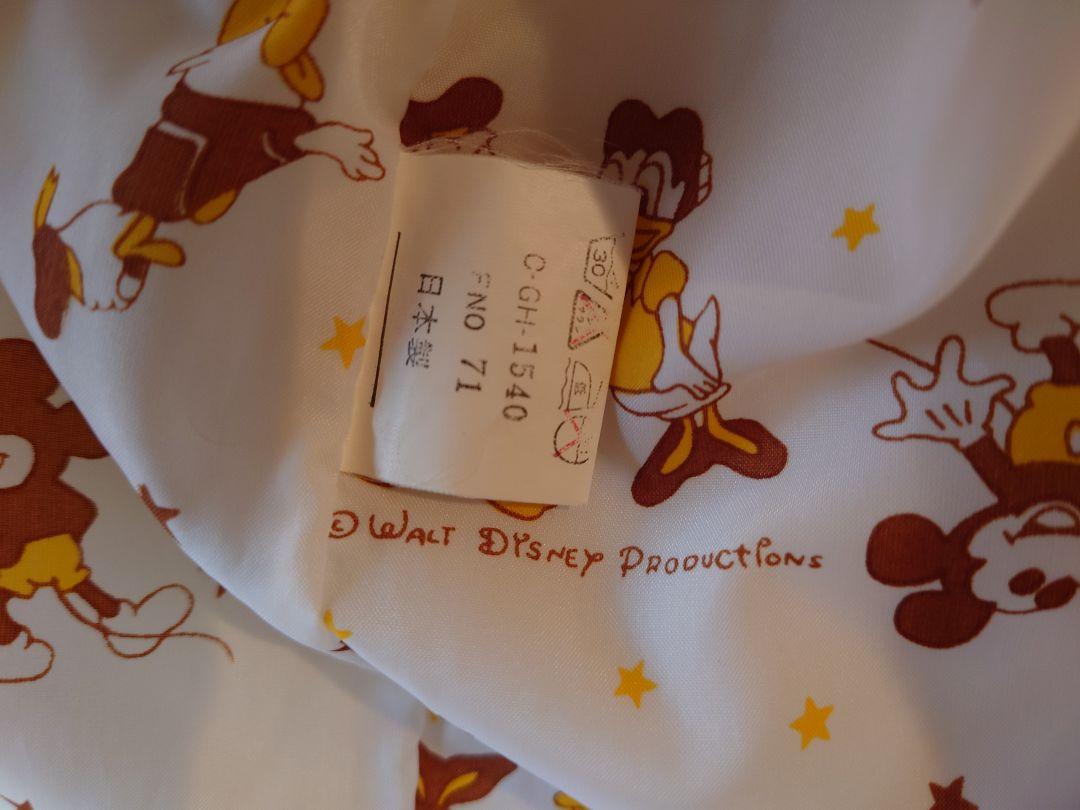 30
C-GH-1540
FNO 71
日本製
© WALT DISNEY PRODUCTIONS